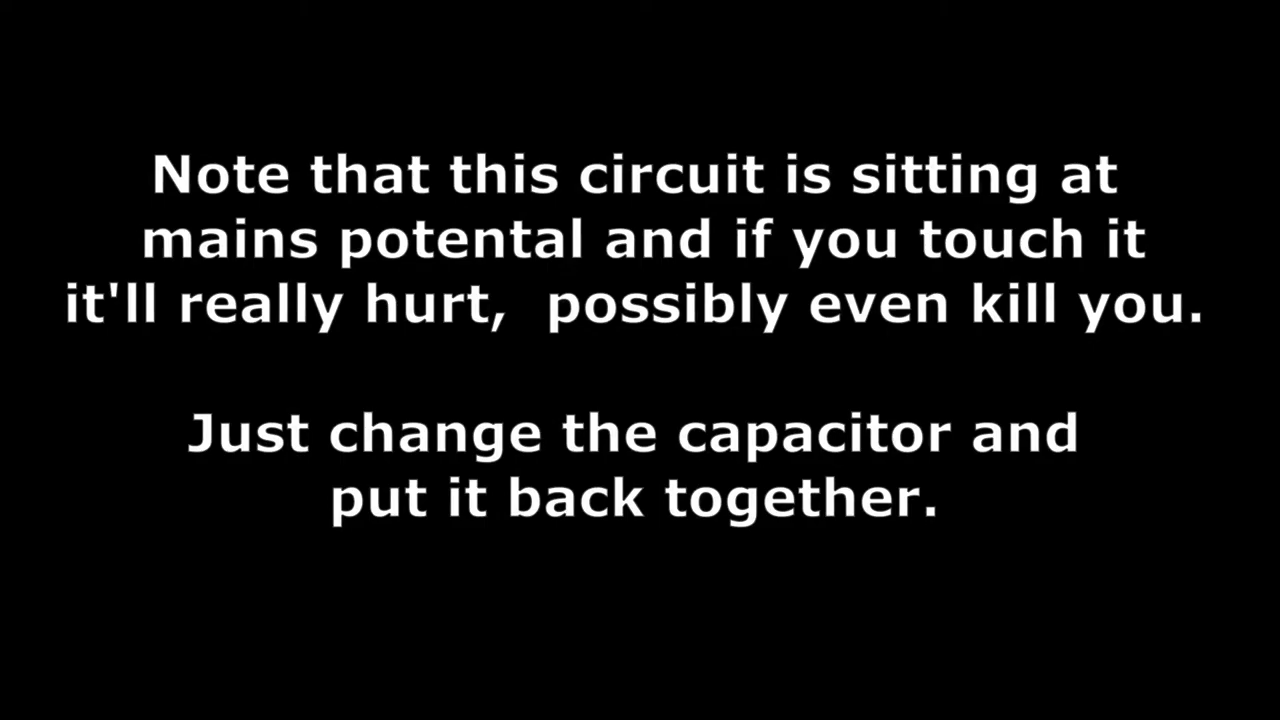 Note that this circuit is sitting at
mains potental and if you touch it
it'll really hurt,  possibly even kill you.
Just change the capacitor and
put it back together.